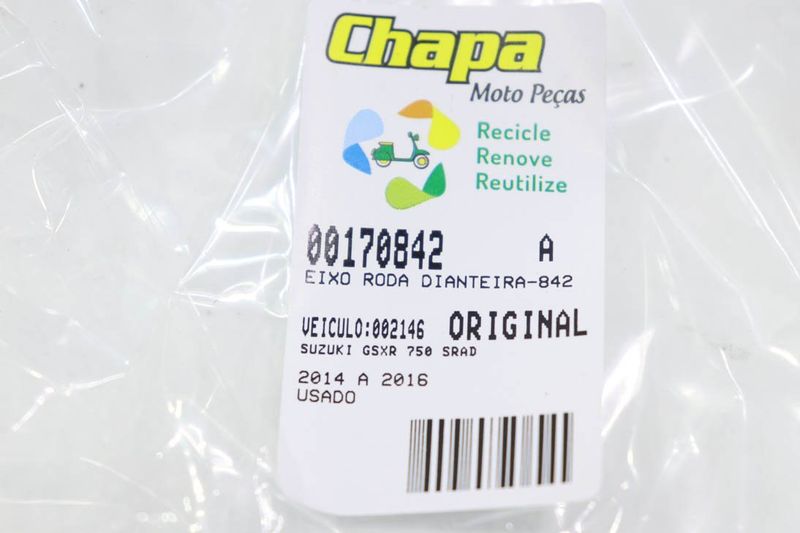 Chapa
Moto Peças
Recicle
Renove
Reutilize
00170842 A
EIXO RODA DIANTEIRA-842
VEICULO:002146 ORIGINAL
SUZUKI GSXR 750 SRAD
2014 A 2016
USADO